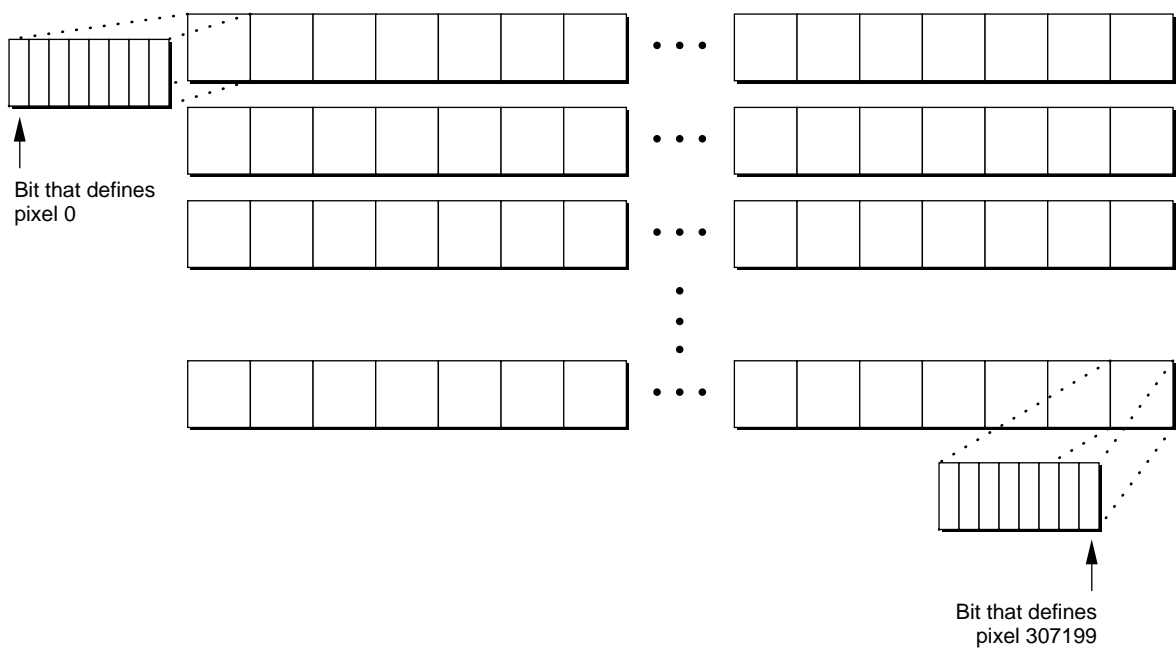 Bit that defines
pixel 0
Bit that defines
pixel 307199